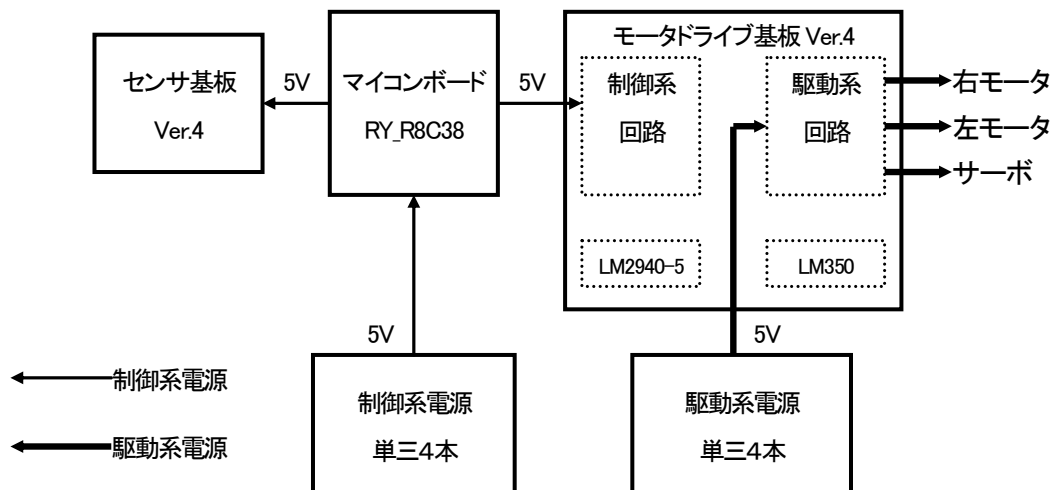 センサ基板
Ver.4
5V
マイコンボード
RY_R8C38
5V
モータドライブ基板 Ver.4
制御系
回路
駆動系
回路
右モータ
左モータ
サーボ
LM2940-5
LM350
5V
5V
制御系電源
駆動系電源
制御系電源
単三4本
駆動系電源
単三4本